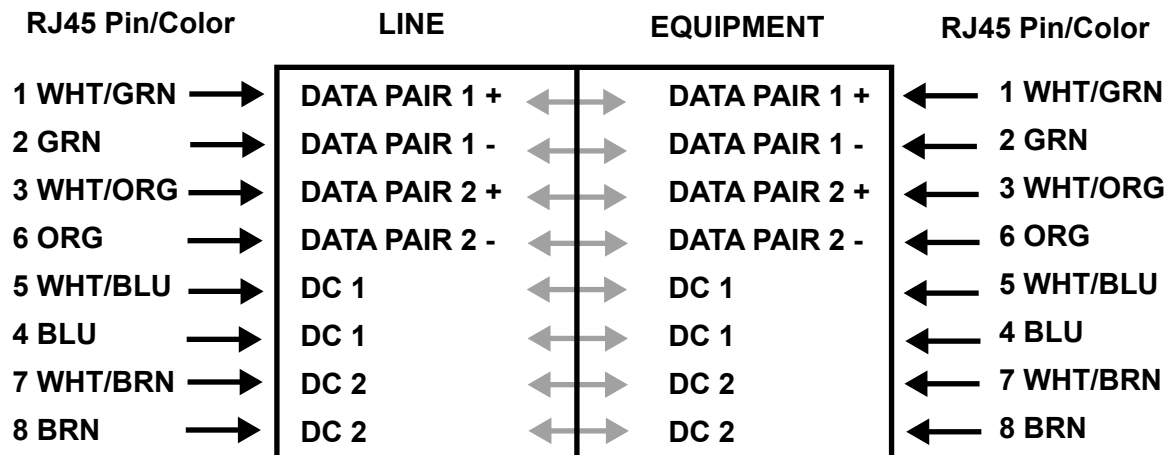 RJ45 Pin/Color LINE EQUIPMENT RJ45 Pin/Color
1 WHT/GRN DATA PAIR 1 + DATA PAIR 1 + 1 WHT/GRN
2 GRN DATA PAIR 1 - DATA PAIR 1 - 2 GRN
3 WHT/ORG DATA PAIR 2 + DATA PAIR 2 + 3 WHT/ORG
6 ORG DATA PAIR 2 - DATA PAIR 2 - 6 ORG
5 WHT/BLU DC 1 DC 1 5 WHT/BLU
4 BLU DC 1 DC 1 4 BLU
7 WHT/BRN DC 2 DC 2 7 WHT/BRN
8 BRN DC 2 DC 2 8 BRN